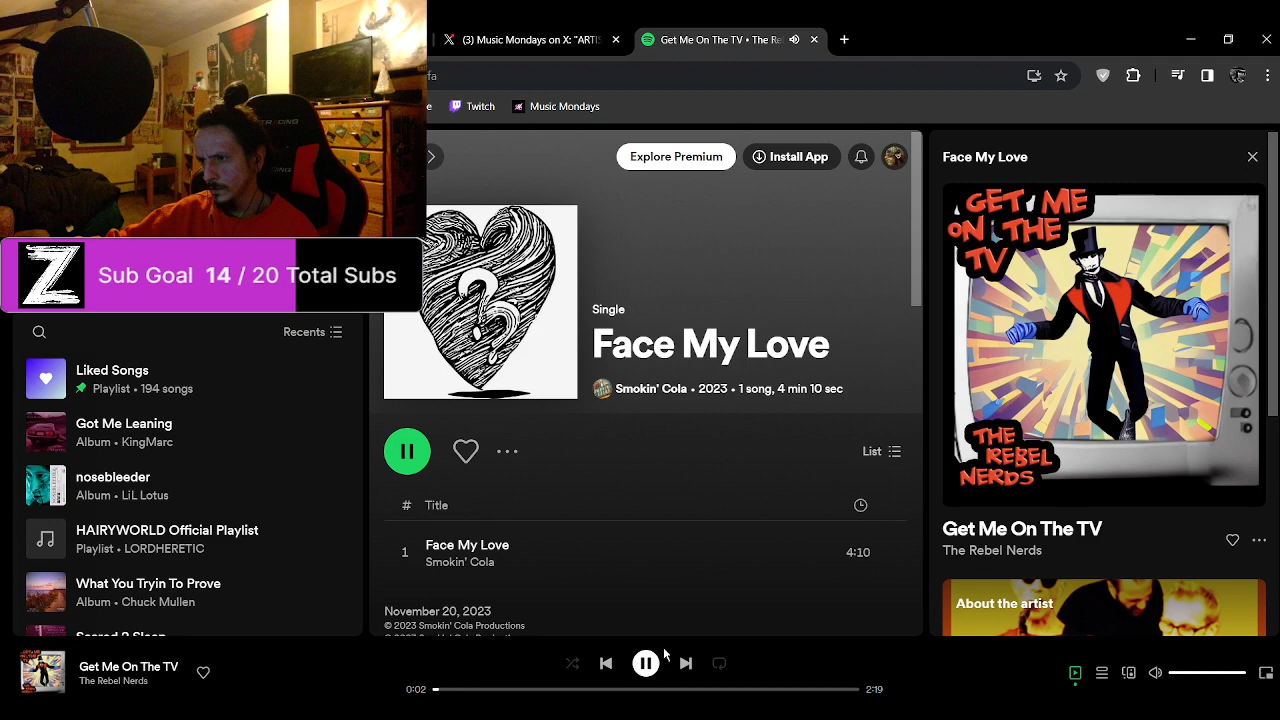 (3) Music Mondays on X: "ARTIS
Get Me On The TV • The Re
fa
e
Twitch
Music Mondays
Explore Premium
Install App
Face My Love
GET ME
ON THE
TV
THE
REBEL
NERDS
RACING
Z
Sub Goal 14 / 20 Total Subs
Recents
Liked Songs
Playlist • 194 songs
Got Me Leaning
Album • KingMarc
nosebleeder
Album • LiL Lotus
HAIRYWORLD Official Playlist
Playlist • LORDHERETIC
What You Tryin To Prove
Album • Chuck Mullen
?
Single
Face My Love
Smokin' Cola • 2023 • 1 song, 4 min 10 sec
List
# Title
1 Face My Love 4:10
Smokin' Cola
November 20, 2023
© 2023 Smokin' Cola Productions
Get Me On The TV
The Rebel Nerds
About the artist
Get Me On The TV
The Rebel Nerds
0:02
2:19